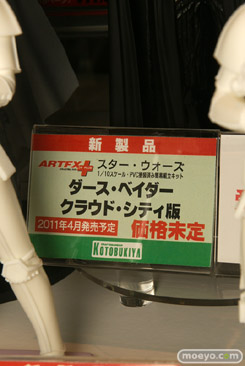 新製品
ARTFX+ スター・ウォーズ
1/10スケール・PVC塗装済み簡易組立キット
ダース・ベイダー
クラウド・シティ版
2011年4月発売予定 価格未定
KOTOBUKIYA
moeyo.com